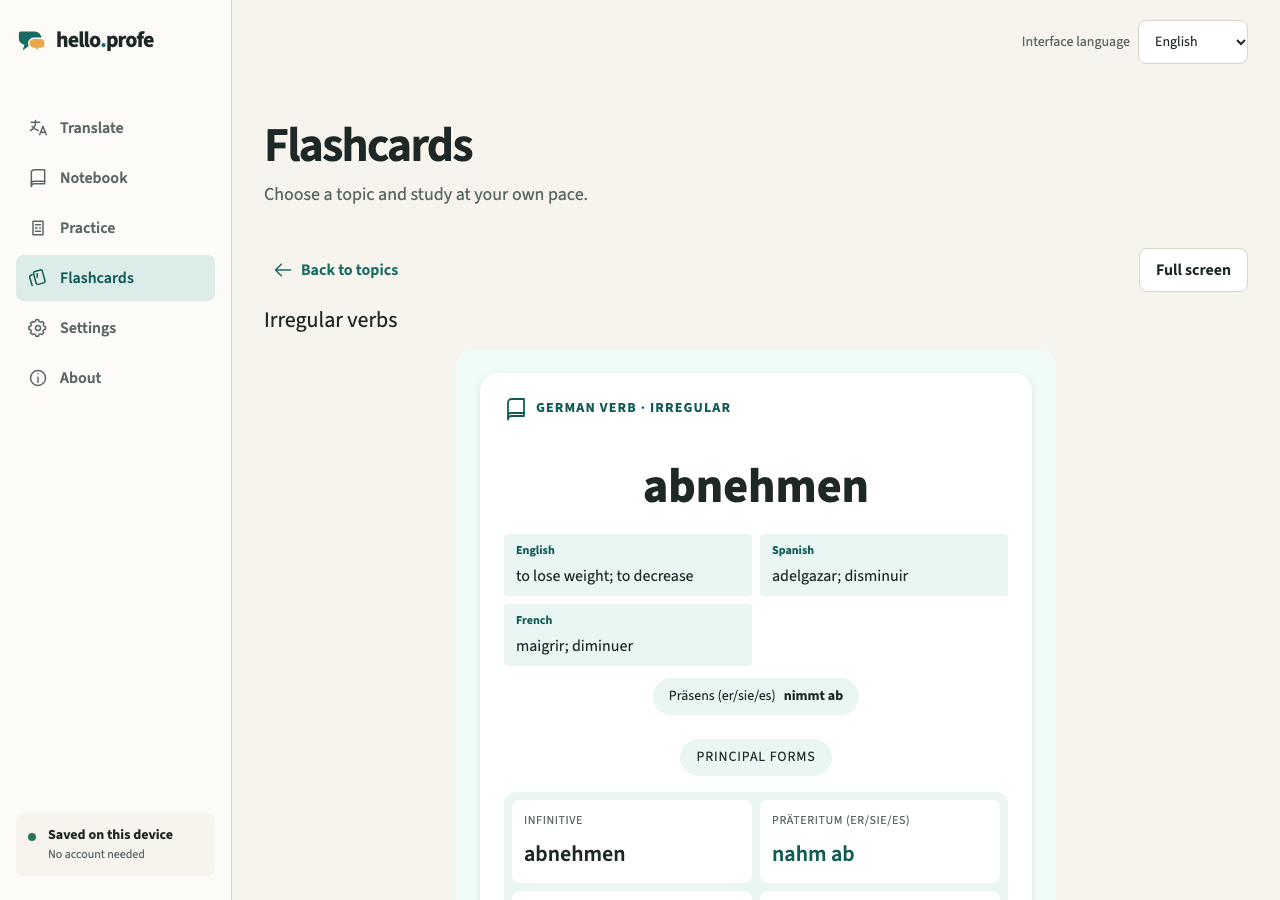 hello.profe
Interface language
English
Translate
Notebook
Practice
Flashcards
Settings
About
Saved on this device
No account needed
Flashcards
Choose a topic and study at your own pace.
Back to topics
Full screen
Irregular verbs
GERMAN VERB · IRREGULAR
abnehmen
English
to lose weight; to decrease
Spanish
adelgazar; disminuir
French
maigrir; diminuer
Präsens (er/sie/es) nimmt ab
PRINCIPAL FORMS
INFINITIVE
abnehmen
PRÄTERITUM (ER/SIE/ES)
nahm ab